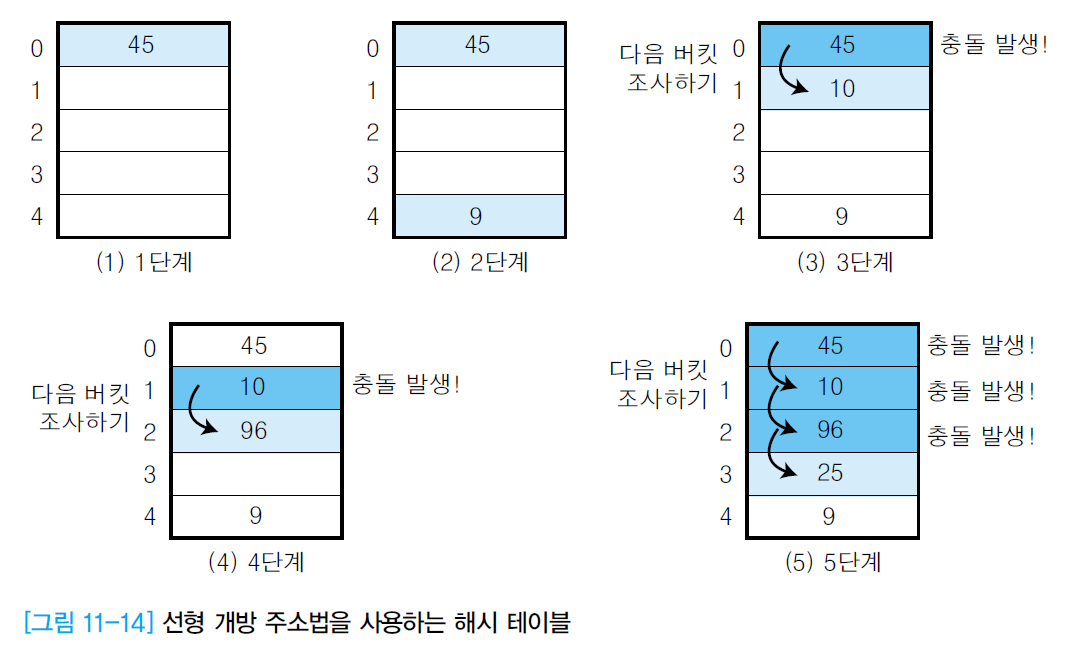 0 45
1
2
3
4
(1) 1단계
0 45
1
2
3
4 9
(2) 2단계
다음 버킷 0 45 충돌 발생!
조사하기 1 10
2
3
4 9
(3) 3단계
0 45
다음 버킷 1 10 충돌 발생!
조사하기 2 96
3
4 9
(4) 4단계
0 45 충돌 발생!
다음 버킷
조사하기 1 10 충돌 발생!
2 96 충돌 발생!
3 25
4 9
(5) 5단계
[그림 11-14] 선형 개방 주소법을 사용하는 해시 테이블